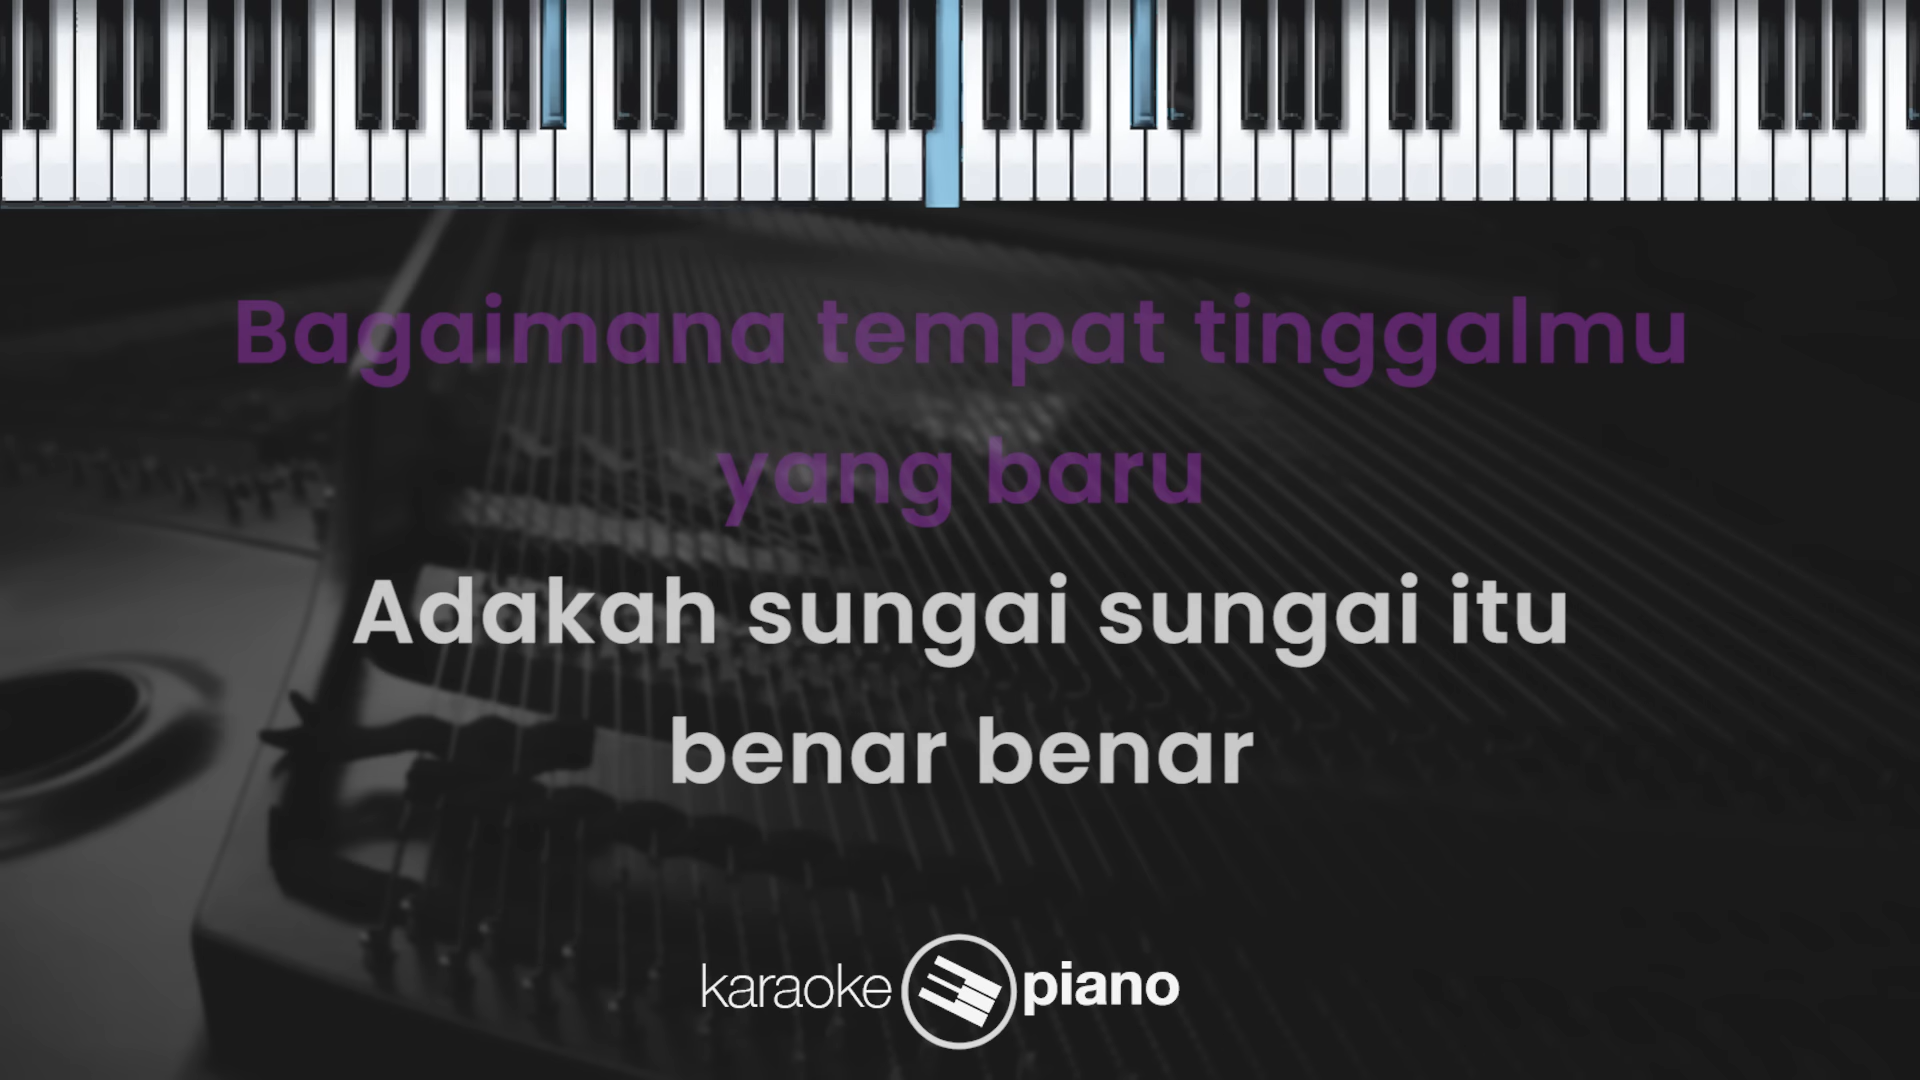 Bagaimana tempat tinggalmu
yang baru
Adakah sungai sungai itu
benar benar
karaoke piano